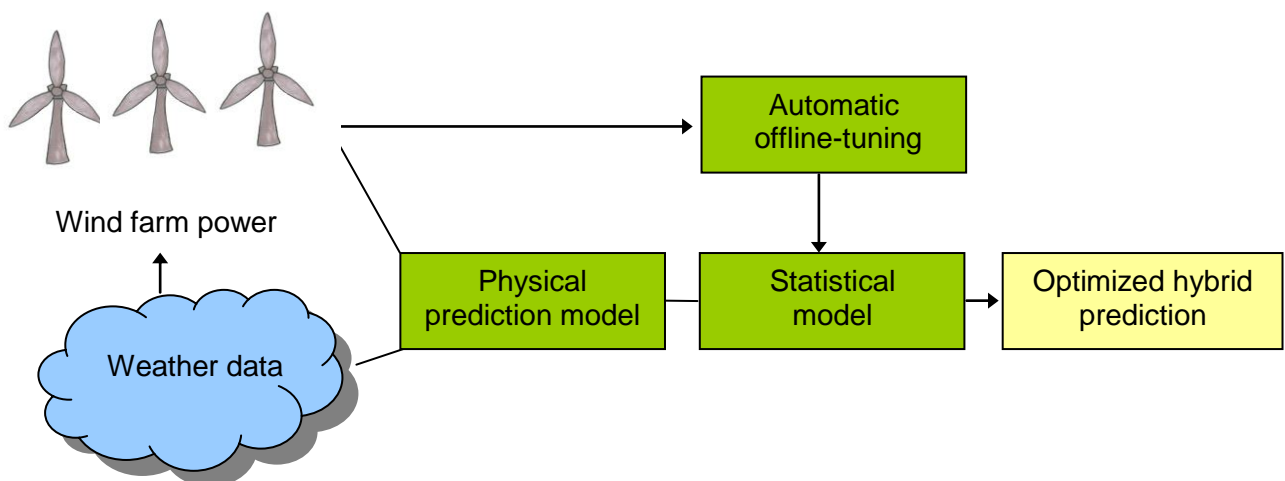 Automatic
offline-tuning
Wind farm power
Physical
prediction model
Statistical
model
Optimized hybrid
prediction
Weather data